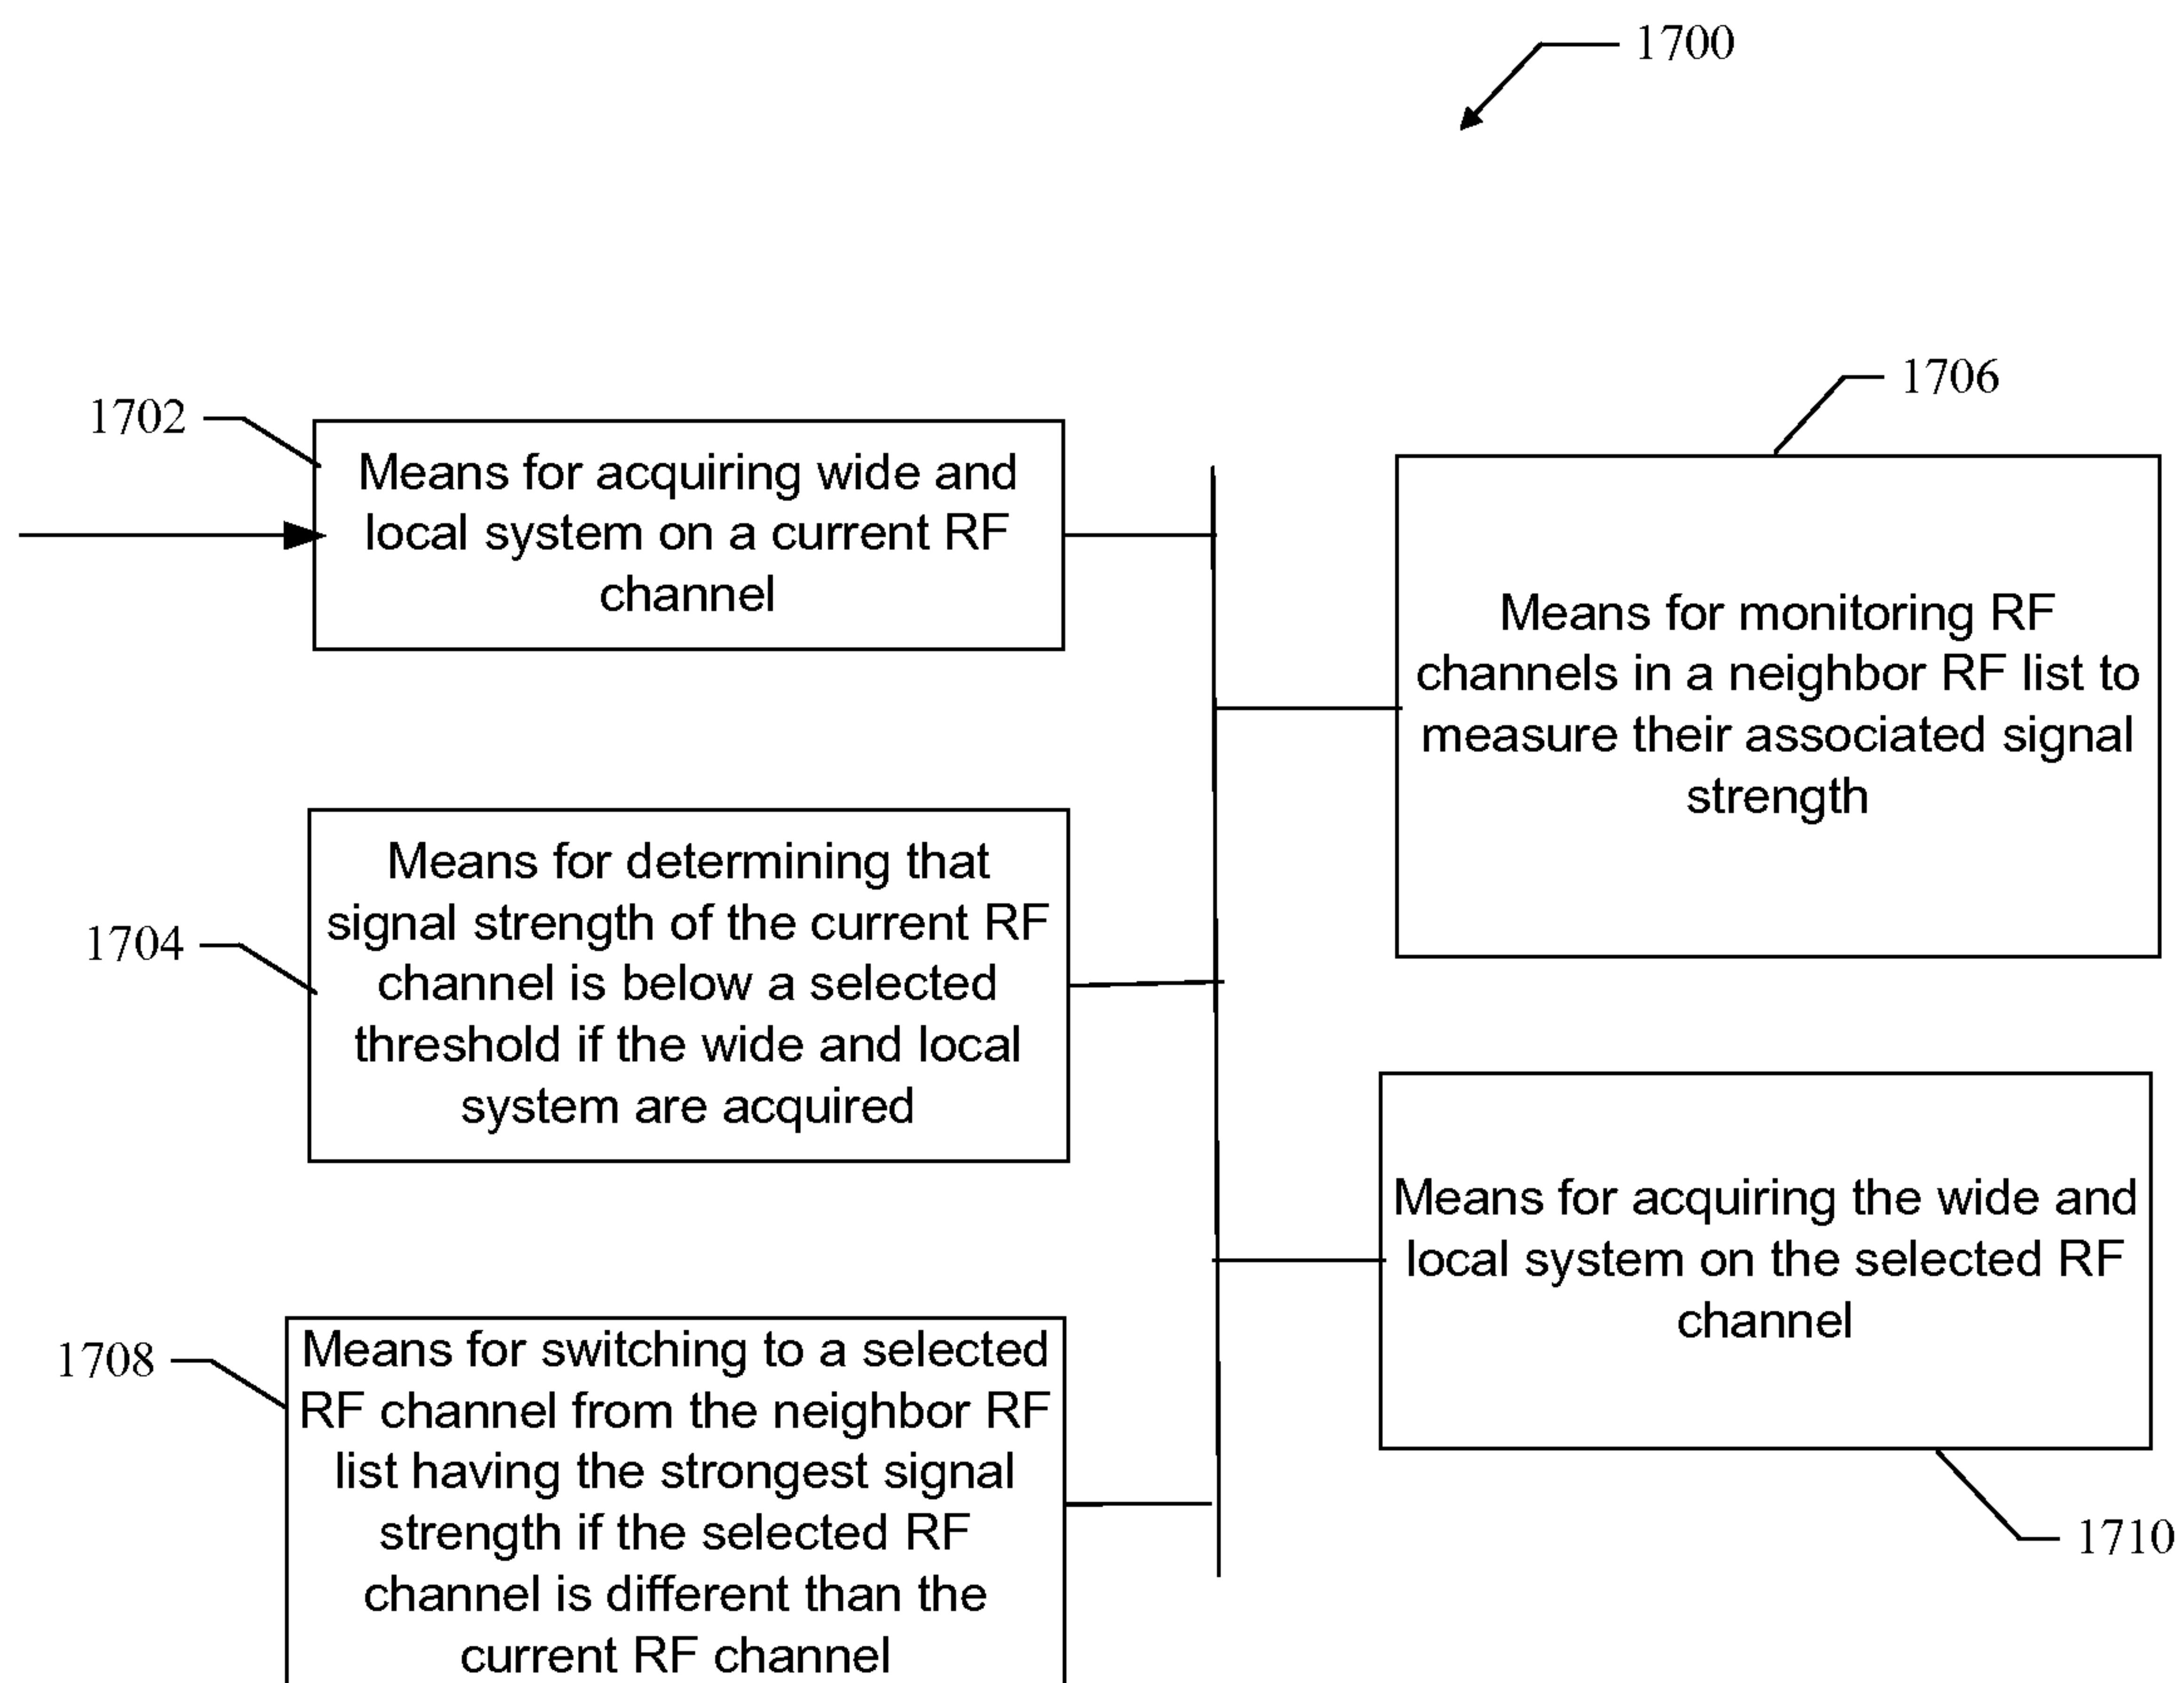 1700
1702
Means for acquiring wide and
local system on a current RF
channel
1706
Means for monitoring RF
channels in a neighbor RF list to
measure their associated signal
strength
1704
Means for determining that
signal strength of the current RF
channel is below a selected
threshold if the wide and local
system are acquired
1708
Means for switching to a selected
RF channel from the neighbor RF
list having the strongest signal
strength if the selected RF
channel is different than the
current RF channel
Means for acquiring the wide and
local system on the selected RF
channel
1710